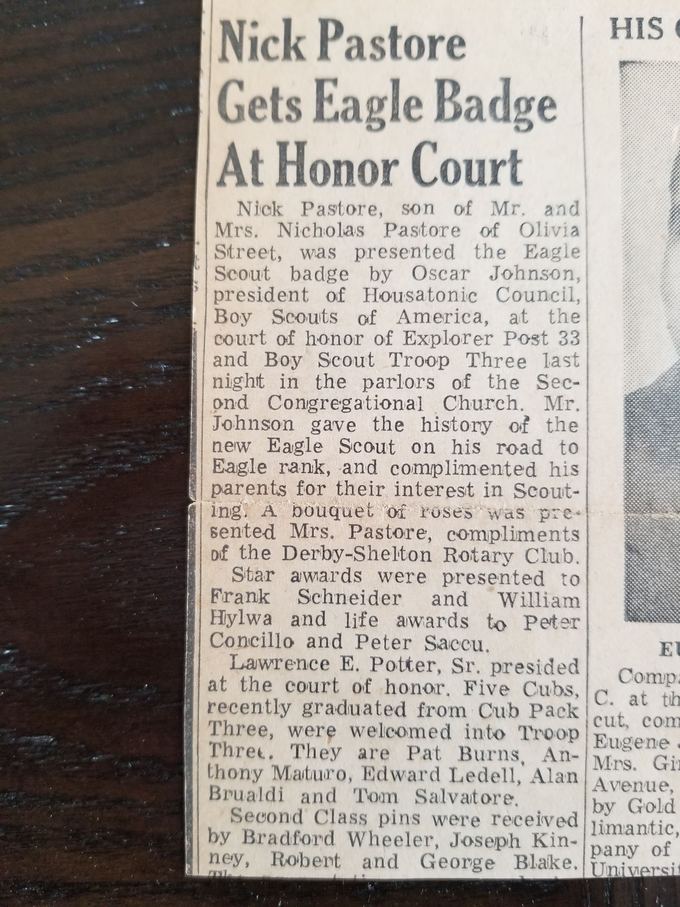 Nick Pastore
Gets Eagle Badge
At Honor Court
Nick Pastore, son of Mr. and
Mrs. Nicholas Pastore of Olivia
Street, was presented the Eagle
Scout badge by Oscar Johnson,
president of Housatonic Council,
Boy Scouts of America, at the
court of honor of Explorer Post 33
and Boy Scout Troop Three last
night in the parlors of the Sec-
ond Congregational Church. Mr.
Johnson gave the history of the
new Eagle Scout on his road to
Eagle rank, and complimented his
parents for their interest in Scout-
ing. A bouquet of roses was pre-
sented Mrs. Pastore, compliments
of the Derby-Shelton Rotary Club.
Star awards were presented to
Frank Schneider and William
Hylwa and life awards to Peter
Concillo and Peter Saccu.
Lawrence E. Potter, Sr. presided
at the court of honor. Five Cubs,
recently graduated from Cub Pack
Three, were welcomed into Troop
Three. They are Pat Burns, An-
thony Maturo, Edward Ledell, Alan
Brualdi and Tom Salvatore.
Second Class pins were received
by Bradford Wheeler, Joseph Kin-
ney, Robert and George Blake.
HIS
EU
Comp
C. at th
cut, com
Eugene
Mrs. Gi
Avenue,
by Gold
limantic,
pany of
Universit